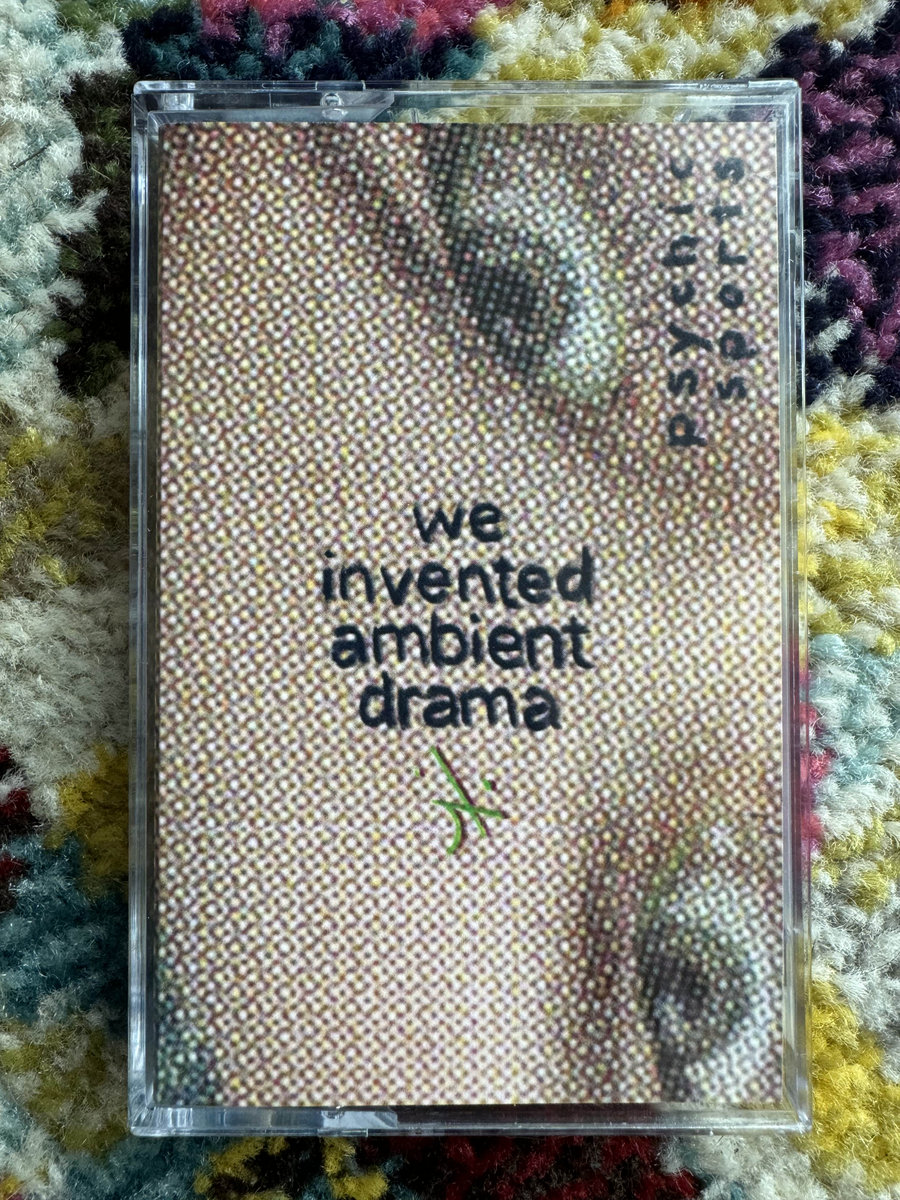 psychic
sports
we
invented
ambient
drama